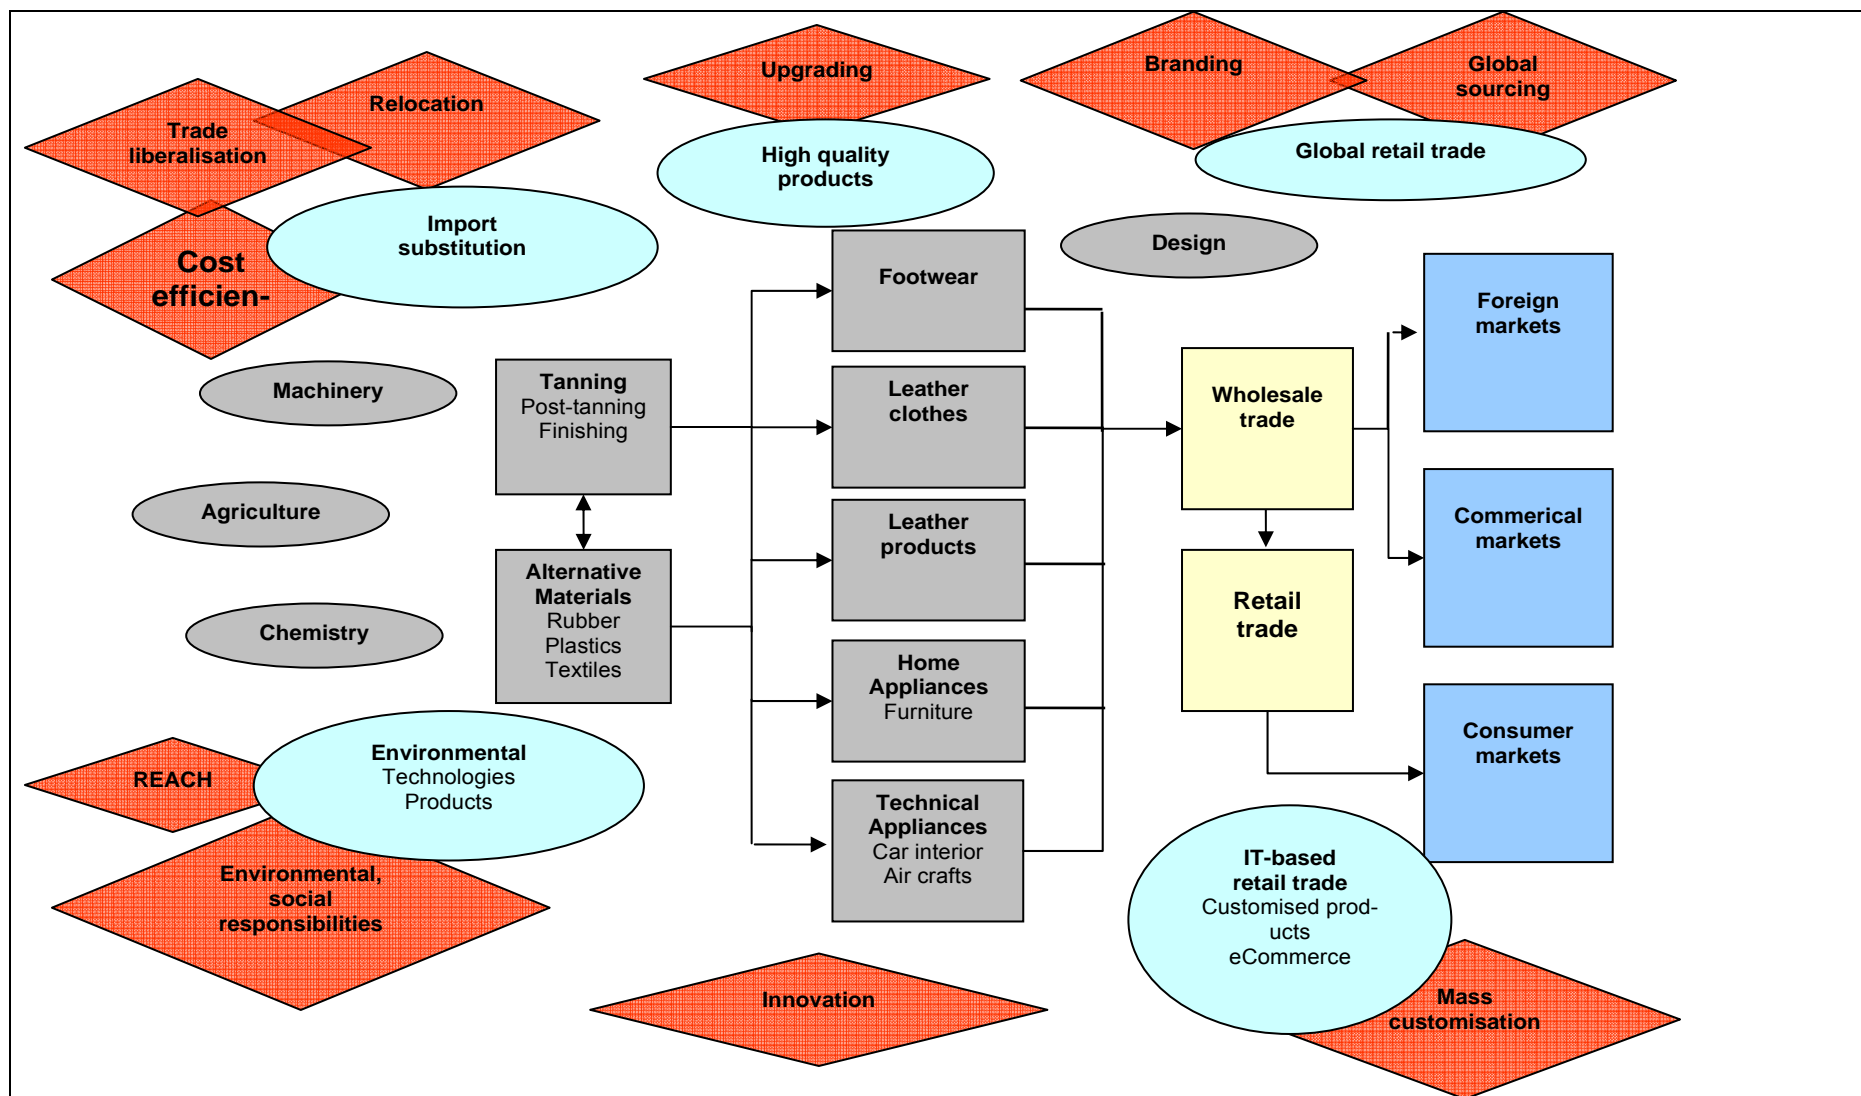 Upgrading
Branding
Global
sourcing
Relocation
Trade
liberalisation
High quality
products
Global retail trade
Import
substitution
Cost
efficien-
Design
Footwear
Foreign
markets
Machinery
Tanning
Post-tanning
Finishing
Leather
clothes
Wholesale
trade
Agriculture
Leather
products
Commerical
markets
Alternative
Materials
Rubber
Plastics
Textiles
Chemistry
Retail
trade
Home
Appliances
Furniture
Consumer
markets
REACH
Environmental
Technologies
Products
Technical
Appliances
Car interior
Air crafts
Environmental,
social
responsibilities
IT-based
retail trade
Customised prod-
ucts
eCommerce
Innovation
Mass
customisation